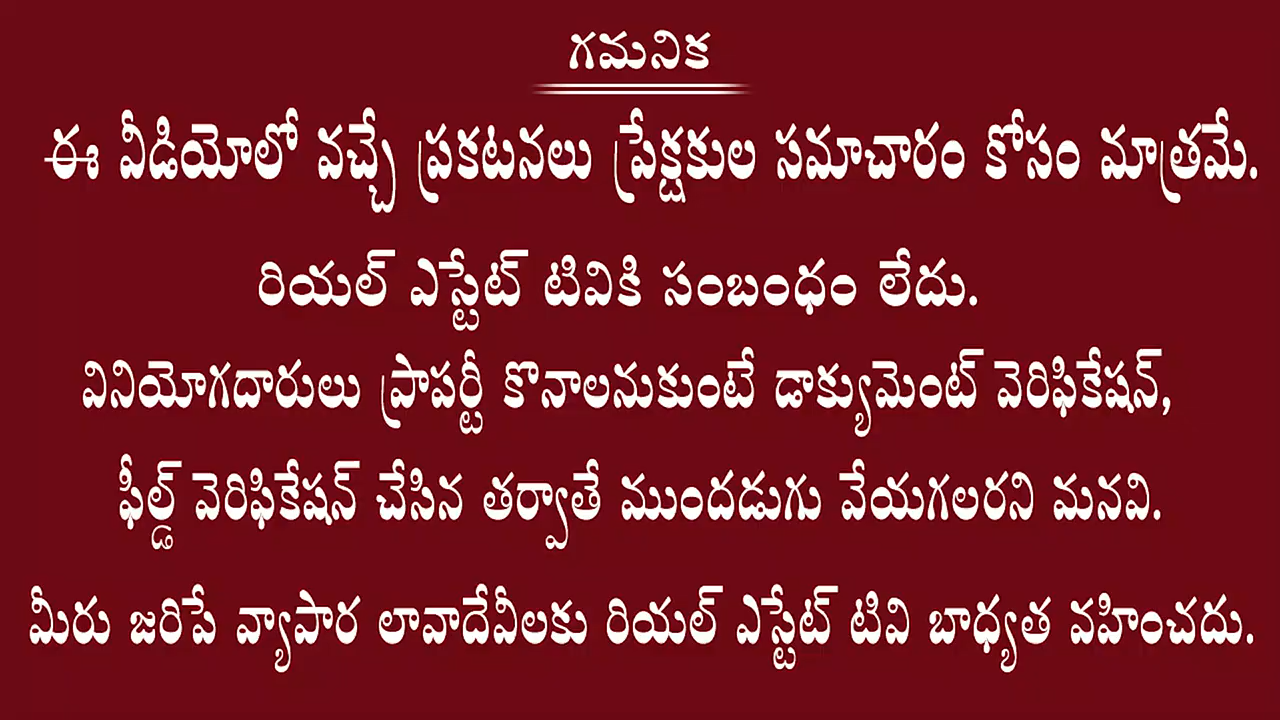 గమనిక
ఈ వీడియోలో వచ్చే ప్రకటనలు ప్రేక్షకుల సమాచారం కోసం మాత్రమే.
రియల్ ఎస్టేట్ టివికి సంబంధం లేదు.
వినియోగదారులు ప్రాపర్టీ కొనాలనుకుంటే డాక్యుమెంట్ వెరిఫికేషన్,
ఫీల్డ్ వెరిఫికేషన్ చేసిన తర్వాతే ముందడుగు వేయగలరని మనవి.
మీరు జరిపే వ్యాపార లావాదేవీలకు రియల్ ఎస్టేట్ టివి బాధ్యత వహించదు.